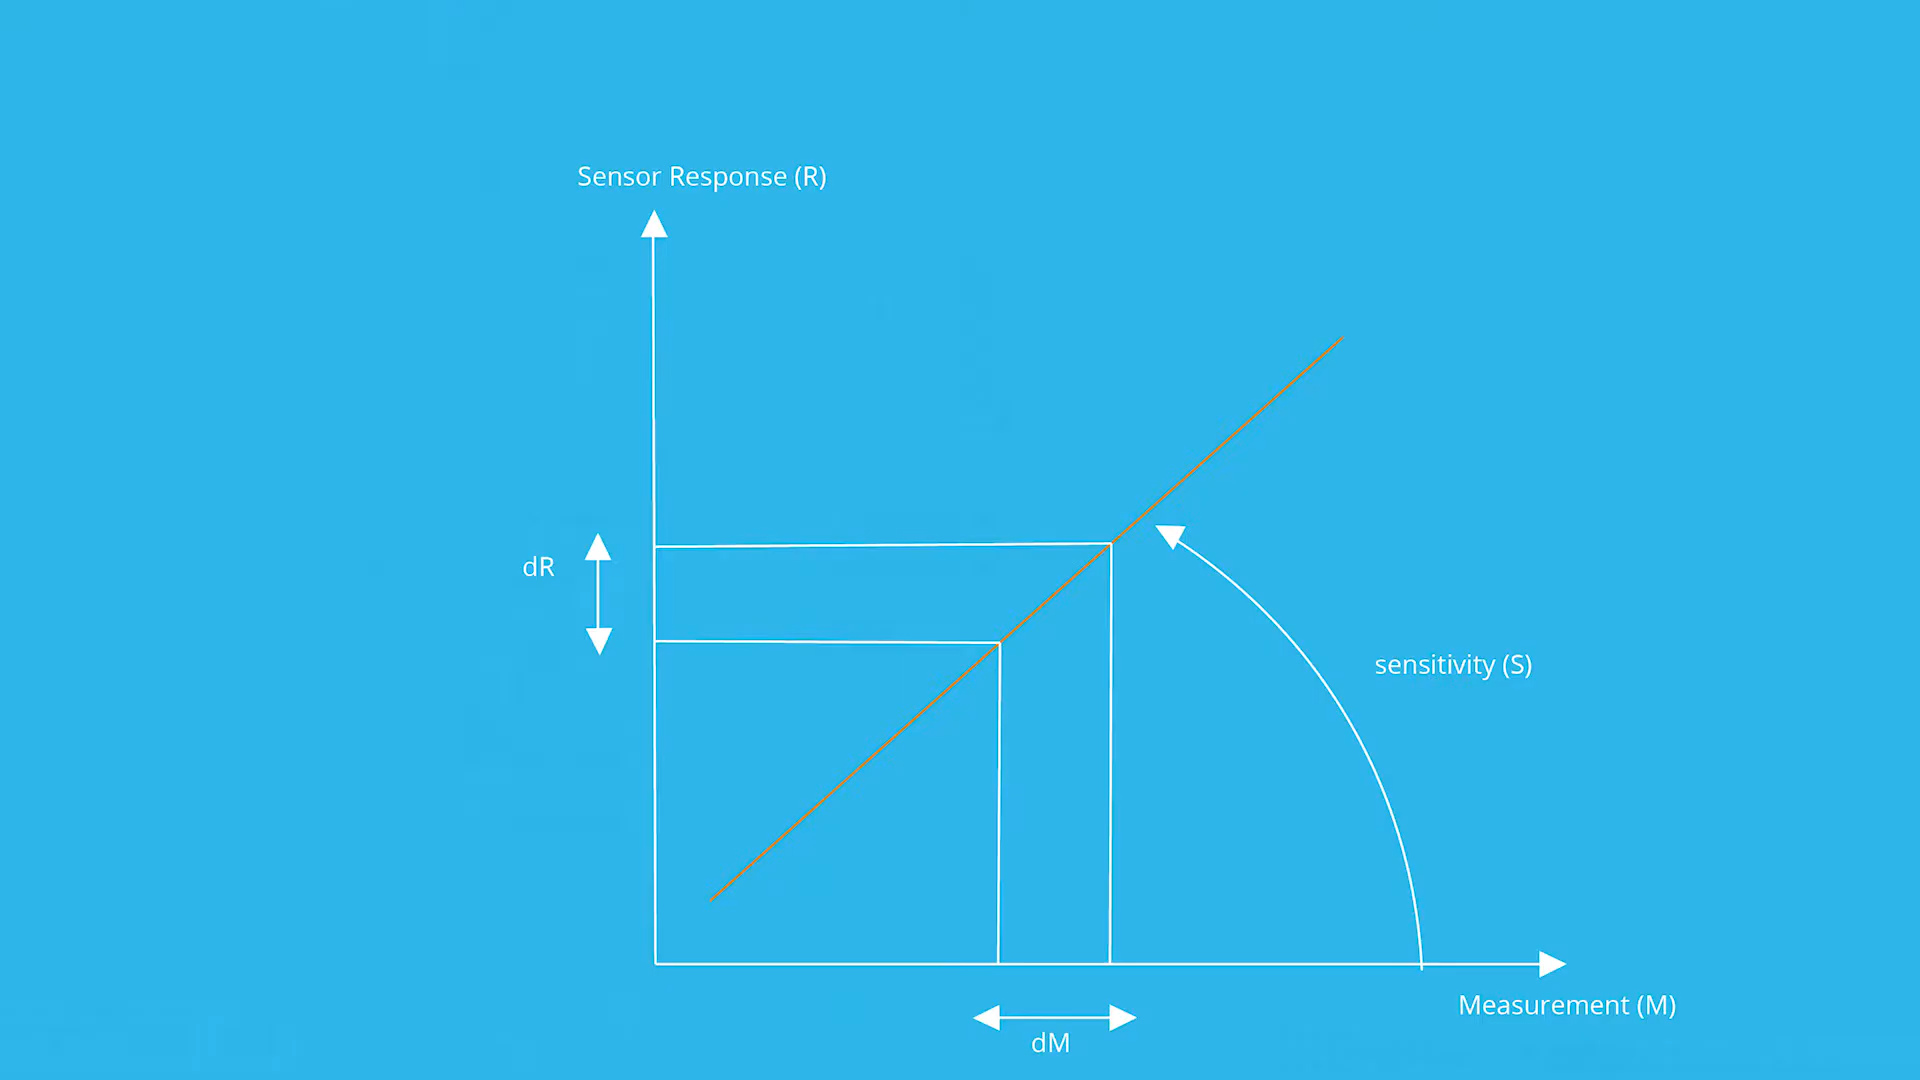 Sensor Response (R)
dR
sensitivity (S)
Measurement (M)
dM